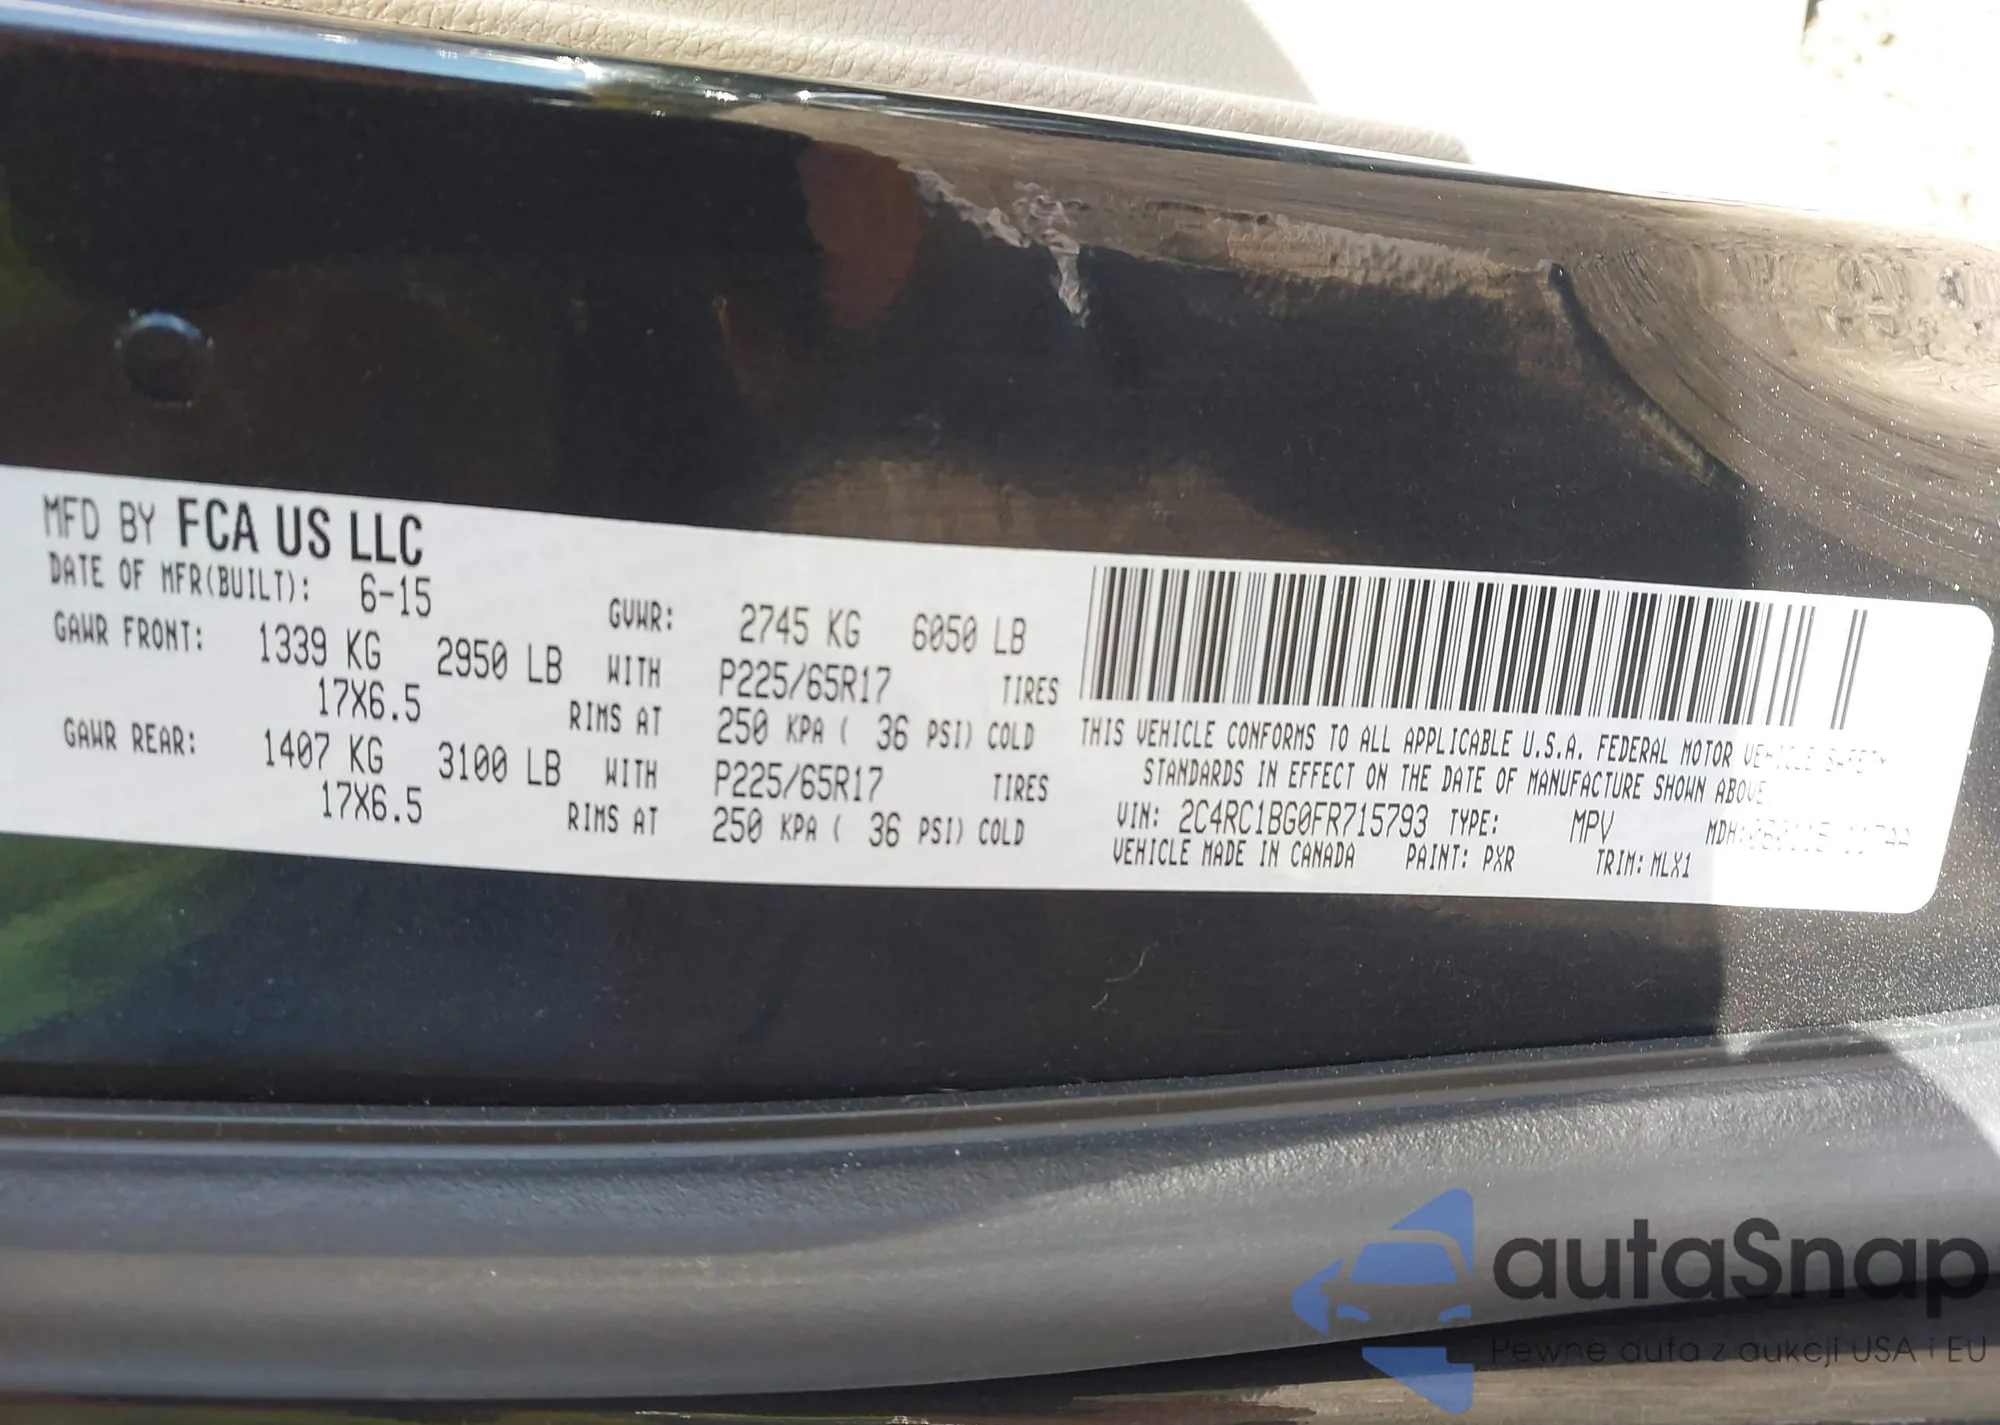 MFD BY FCA US LLC
DATE OF MFR(BUILT): 6-15 GVWR: 2745 KG 6050 LB
GAWR FRONT: 1339 KG 2950 LB WITH P225/65R17 TIRES
17X6.5 RIMS AT 250 KPA ( 36 PSI) COLD
GAWR REAR: 1407 KG 3100 LB WITH P225/65R17 TIRES
17X6.5 RIMS AT 250 KPA ( 36 PSI) COLD
THIS VEHICLE CONFORMS TO ALL APPLICABLE U.S.A. FEDERAL MOTOR VEHICLE SAFETY
STANDARDS IN EFFECT ON THE DATE OF MANUFACTURE SHOWN ABOVE.
VIN: 2C4RC1BG0FR715793 TYPE: MPV MDH:
VEHICLE MADE IN CANADA PAINT: PXR TRIM: MLX1
autaSnap
Pewne auta z aukcji USA i EU